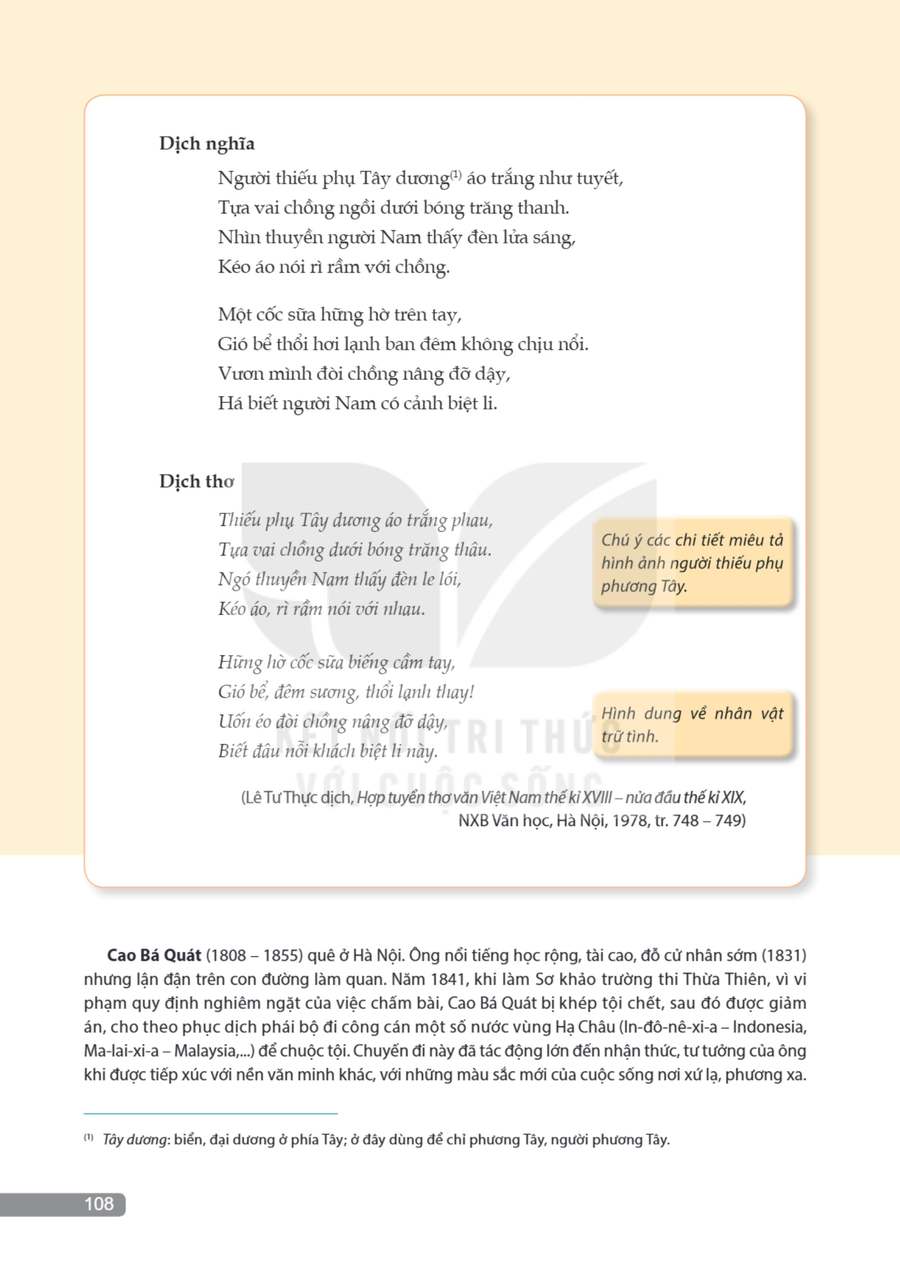 Dịch nghĩa
Người thiếu phụ Tây dương(1) áo trắng như tuyết,
Tựa vai chồng ngồi dưới bóng trăng thanh.
Nhìn thuyền người Nam thấy đèn lửa sáng,
Kéo áo nói rì rầm với chồng.
Một cốc sữa hững hờ trên tay,
Gió bể thổi hơi lạnh ban đêm không chịu nổi.
Vươn mình đòi chồng nâng đỡ dậy,
Há biết người Nam có cảnh biệt li.
Dịch thơ
Thiếu phụ Tây dương áo trắng phau,
Tựa vai chồng dưới bóng trăng thâu.
Ngó thuyền Nam thấy đèn le lói,
Kéo áo, rì rầm nói với nhau.
Chú ý các chi tiết miêu tả
hình ảnh người thiếu phụ
phương Tây.
Hững hờ cốc sữa biếng cầm tay,
Gió bể, đêm sương, thổi lạnh thay!
Uốn éo đòi chồng nâng đỡ dậy,
Biết đâu nỗi khách biệt li này.
Hình dung về nhân vật
trữ tình.
KẾT NỐI TRI THỨC
VỚI CUỘC SỐNG
(Lê Tư Thực dịch, Hợp tuyển thơ văn Việt Nam thế kỉ XVIII – nửa đầu thế kỉ XIX,
NXB Văn học, Hà Nội, 1978, tr. 748 – 749)
Cao Bá Quát (1808 – 1855) quê ở Hà Nội. Ông nổi tiếng học rộng, tài cao, đỗ cử nhân sớm (1831)
nhưng lận đận trên con đường làm quan. Năm 1841, khi làm Sơ khảo trường thi Thừa Thiên, vì vi
phạm quy định nghiêm ngặt của việc chấm bài, Cao Bá Quát bị khép tội chết, sau đó được giảm
án, cho theo phục dịch phái bộ đi công cán một số nước vùng Hạ Châu (In-đô-nê-xi-a – Indonesia,
Ma-lai-xi-a – Malaysia,...) để chuộc tội. Chuyến đi này đã tác động lớn đến nhận thức, tư tưởng của ông
khi được tiếp xúc với nền văn minh khác, với những màu sắc mới của cuộc sống nơi xứ lạ, phương xa.
(1) Tây dương: biển, đại dương ở phía Tây; ở đây dùng để chỉ phương Tây, người phương Tây.
108